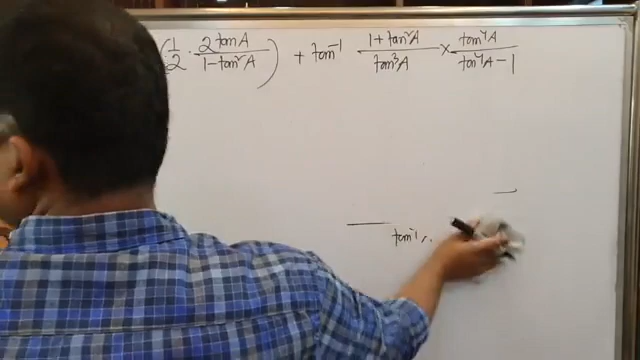 (1/2 · 2tanA/(1-tan²A)) + tan⁻¹ (1+tan²A)/(tan³A) × tan⁴A/(tan⁴A-1)
tan⁻¹